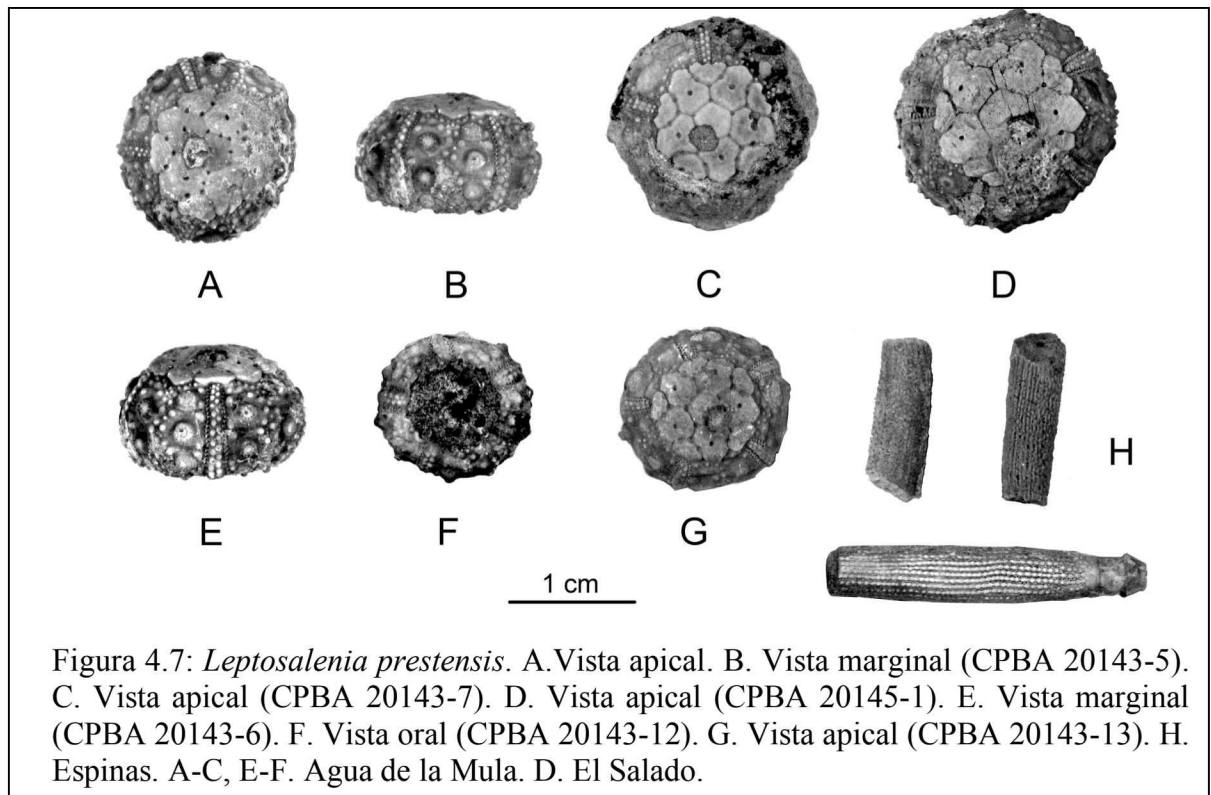 A
B
C
D
E
F
G
H
1 cm
Figura 4.7: Leptosalenia prestensis. A.Vista apical. B. Vista marginal (CPBA 20143-5).
C. Vista apical (CPBA 20143-7). D. Vista apical (CPBA 20145-1). E. Vista marginal
(CPBA 20143-6). F. Vista oral (CPBA 20143-12). G. Vista apical (CPBA 20143-13). H.
Espinas. A-C, E-F. Agua de la Mula. D. El Salado.